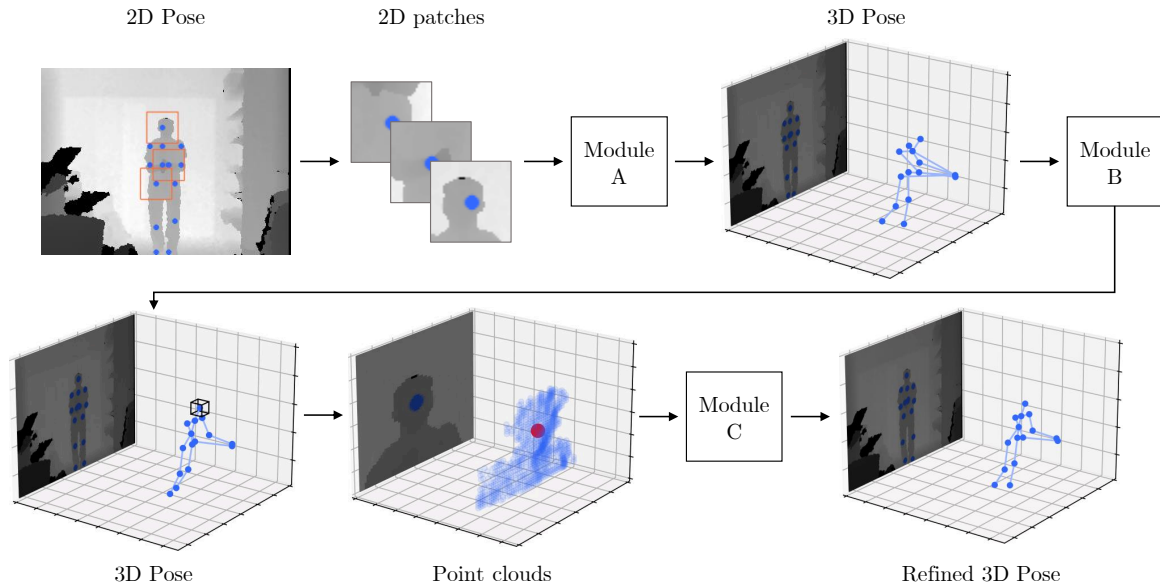 2D Pose
2D patches
3D Pose
Module
A
Module
B
Module
C
3D Pose
Point clouds
Refined 3D Pose